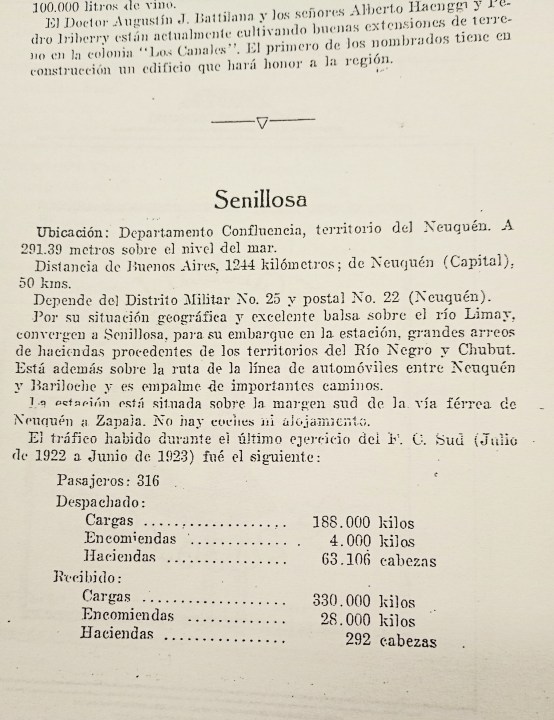 100.000 litros de vino.
El Doctor Augustín J. Battilana y los señores Alberto Haenggi y Pe-
dro Iriberry están actualmente cultivando buenas extensiones de terre-
no en la colonia "Los Canales". El primero de los nombrados tiene en
construcción un edificio que hará honor a la región.
Senillosa
Ubicación: Departamento Confluencia, territorio del Neuquén. A
291.39 metros sobre el nivel del mar.
Distancia de Buenos Aires, 1244 kilómetros; de Neuquén (Capital),
50 kms.
Depende del Distrito Militar No. 25 y postal No. 22 (Neuquén).
Por su situación geográfica y excelente balsa sobre el río Limay,
convergen a Senillosa, para su embarque en la estación, grandes arreos
de haciendas procedentes de los territorios del Río Negro y Chubut.
Está además sobre la ruta de la línea de automóviles entre Neuquén
y Bariloche y es empalme de importantes caminos.
La estación está situada sobre la margen sud de la vía férrea de
Neuquén a Zapala. No hay coches ni alojamiento.
El tráfico habido durante el último ejercicio del F. C. Sud (Julio
de 1922 a Junio de 1923) fué el siguiente:
Pasajeros: 316
Despachado:
Cargas .................... 188.000 kilos
Encomiendas ............. 4.000 kilos
Haciendas ................ 63.106 cabezas
Recibido:
Cargas .................... 330.000 kilos
Encomiendas .............. 28.000 kilos
Haciendas ................ 292 cabezas